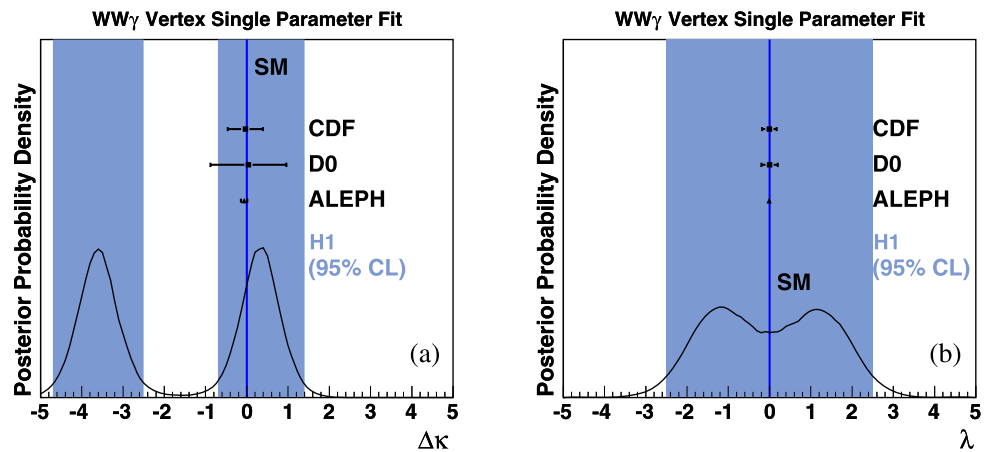 WWγ Vertex Single Parameter Fit
Posterior Probability Density
SM
CDF
D0
ALEPH
H1
(95% CL)
(a)
-5 -4 -3 -2 -1 0 1 2 3 4 5
Δκ
WWγ Vertex Single Parameter Fit
Posterior Probability Density
CDF
D0
ALEPH
H1
(95% CL)
SM
(b)
-5 -4 -3 -2 -1 0 1 2 3 4 5
λ